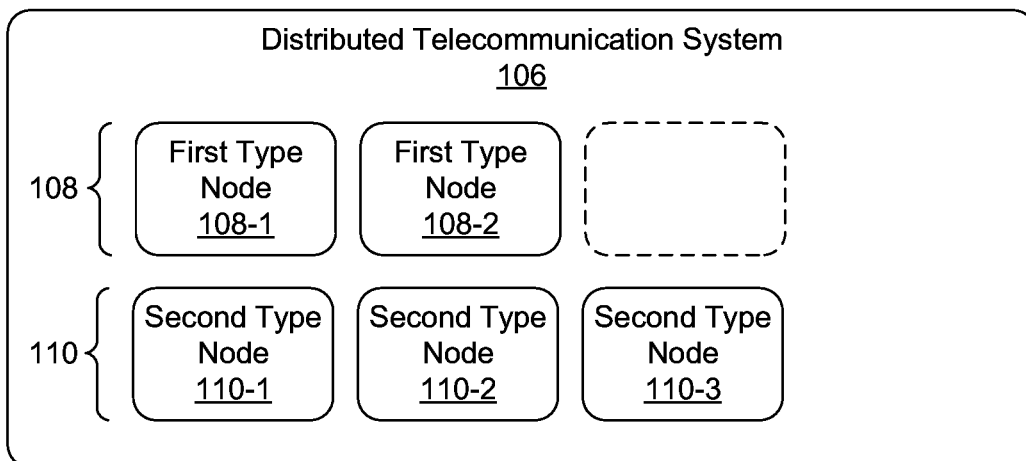 Distributed Telecommunication System
106
108
First Type
Node
108-1
First Type
Node
108-2
110
Second Type
Node
110-1
Second Type
Node
110-2
Second Type
Node
110-3